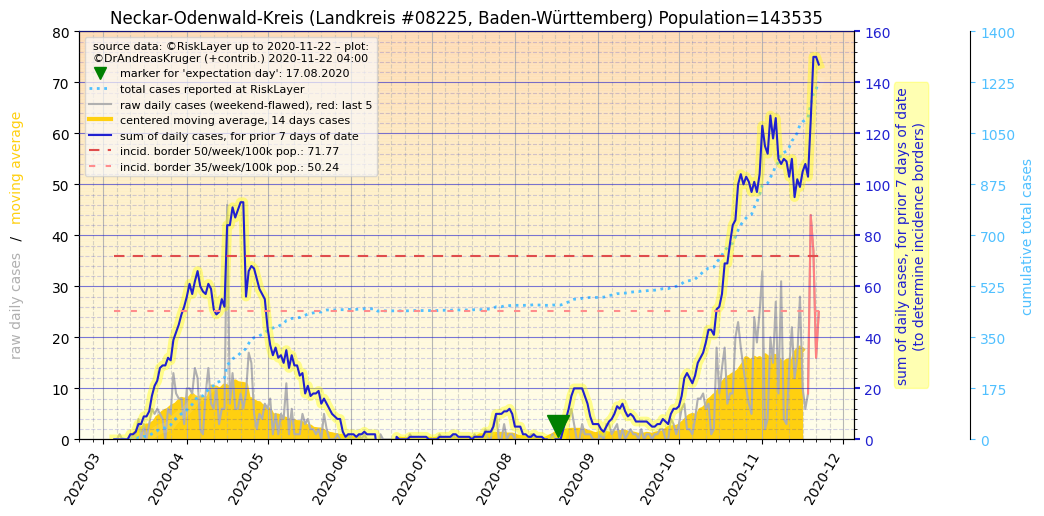 Neckar-Odenwald-Kreis (Landkreis #08225, Baden-Württemberg) Population=143535
source data: ©RiskLayer up to 2020-11-22 – plot:
©DrAndreasKruger (+contrib.) 2020-11-22 04:00
marker for 'expectation day': 17.08.2020
total cases reported at RiskLayer
raw daily cases (weekend-flawed), red: last 5
centered moving average, 14 days cases
sum of daily cases, for prior 7 days of date
incid. border 50/week/100k pop.: 71.77
incid. border 35/week/100k pop.: 50.24
raw daily cases / moving average
80
70
60
50
40
30
20
10
0
160
140
120
100
80
60
40
20
0
sum of daily cases, for prior 7 days of date
(to determine incidence borders)
1400
1225
1050
875
700
525
350
175
0
cumulative total cases
2020-03
2020-04
2020-05
2020-06
2020-07
2020-08
2020-09
2020-10
2020-11
2020-12